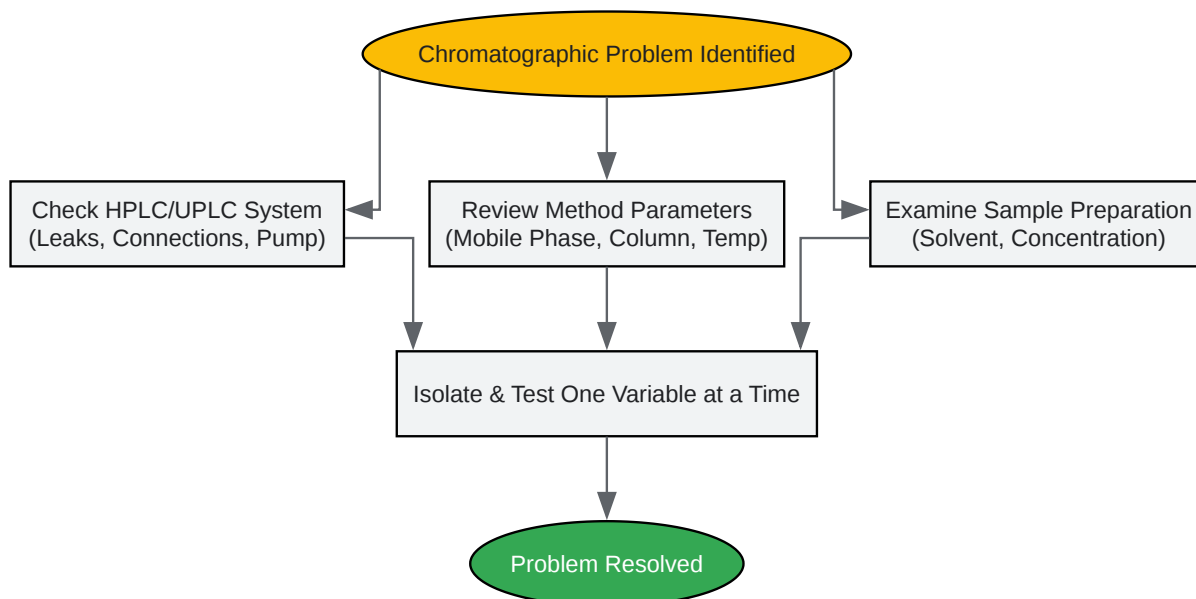 Chromatographic Problem Identified
Check HPLC/UPLC System
(Leaks, Connections, Pump)
Review Method Parameters
(Mobile Phase, Column, Temp)
Examine Sample Preparation
(Solvent, Concentration)
Isolate & Test One Variable at a Time
Problem Resolved